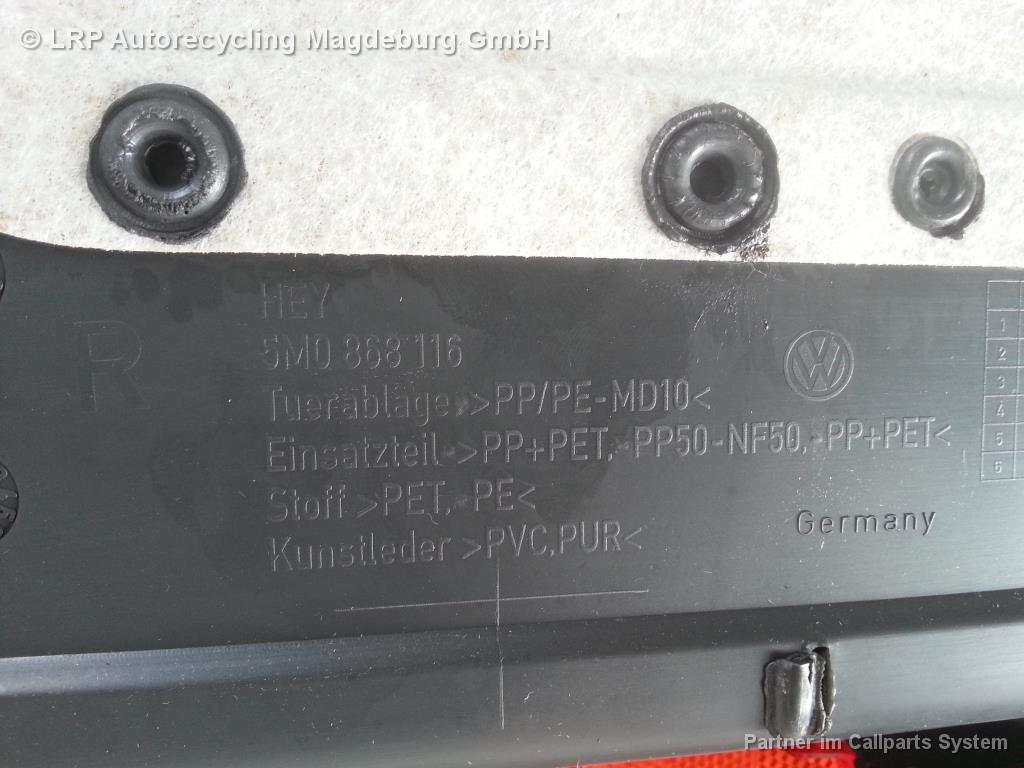 © LRP Autorecycling Magdeburg GmbH
HEY
R
5M0 868 116
Tuerablage >PP/PE-MD10<
VW
Einsatzteil >PP+PET, PP50-NF50, PP+PET<
Stoff >PET, PE<
Kunstleder >PVC,PUR<
Germany
1
2
3
4
5
6
Partner im Callparts System